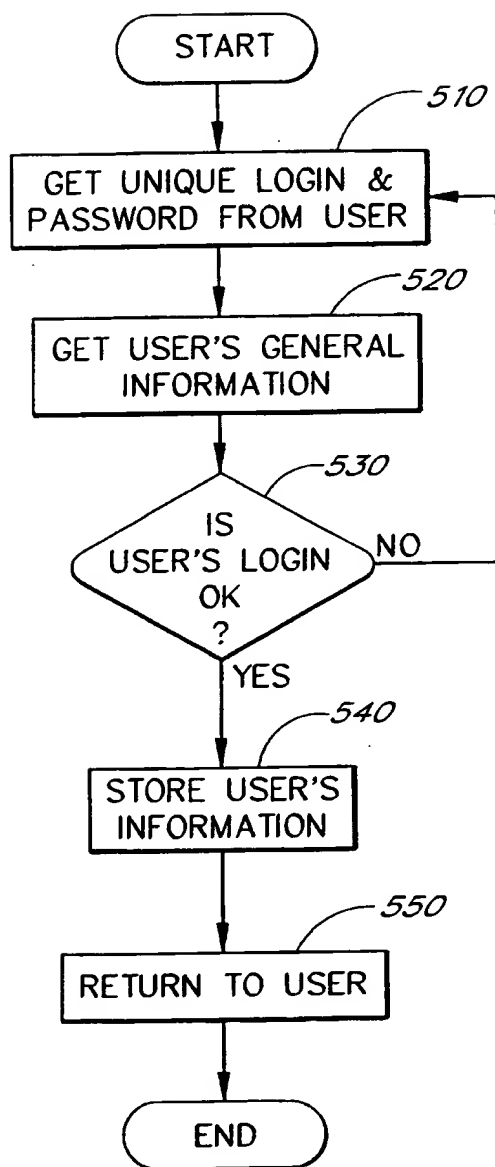 START
510
GET UNIQUE LOGIN &
PASSWORD FROM USER
520
GET USER'S GENERAL
INFORMATION
530
IS
USER'S LOGIN
OK
?
NO
YES
540
STORE USER'S
INFORMATION
550
RETURN TO USER
END